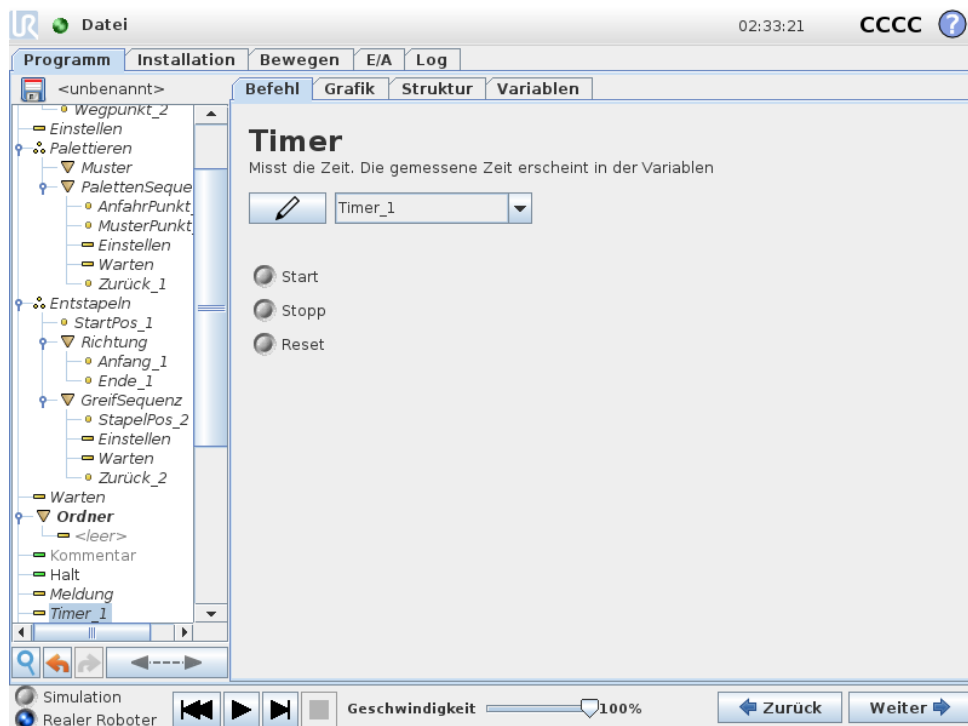 UR Datei 02:33:21 CCCC ?
Programm Installation Bewegen E/A Log
<unbenannt> Befehl Grafik Struktur Variablen
Wegpunkt_2
Einstellen
Palettieren
Muster
PalettenSeque
AnfahrPunkt_
MusterPunkt_
Einstellen
Warten
Zurück_1
Entstapeln
StartPos_1
Richtung
Anfang_1
Ende_1
GreifSequenz
StapelPos_2
Einstellen
Warten
Zurück_2
Warten
Ordner
<leer>
Kommentar
Halt
Meldung
Timer_1
Timer
Misst die Zeit. Die gemessene Zeit erscheint in der Variablen
Timer_1
Start
Stopp
Reset
Simulation
Realer Roboter
Geschwindigkeit 100%
Zurück Weiter